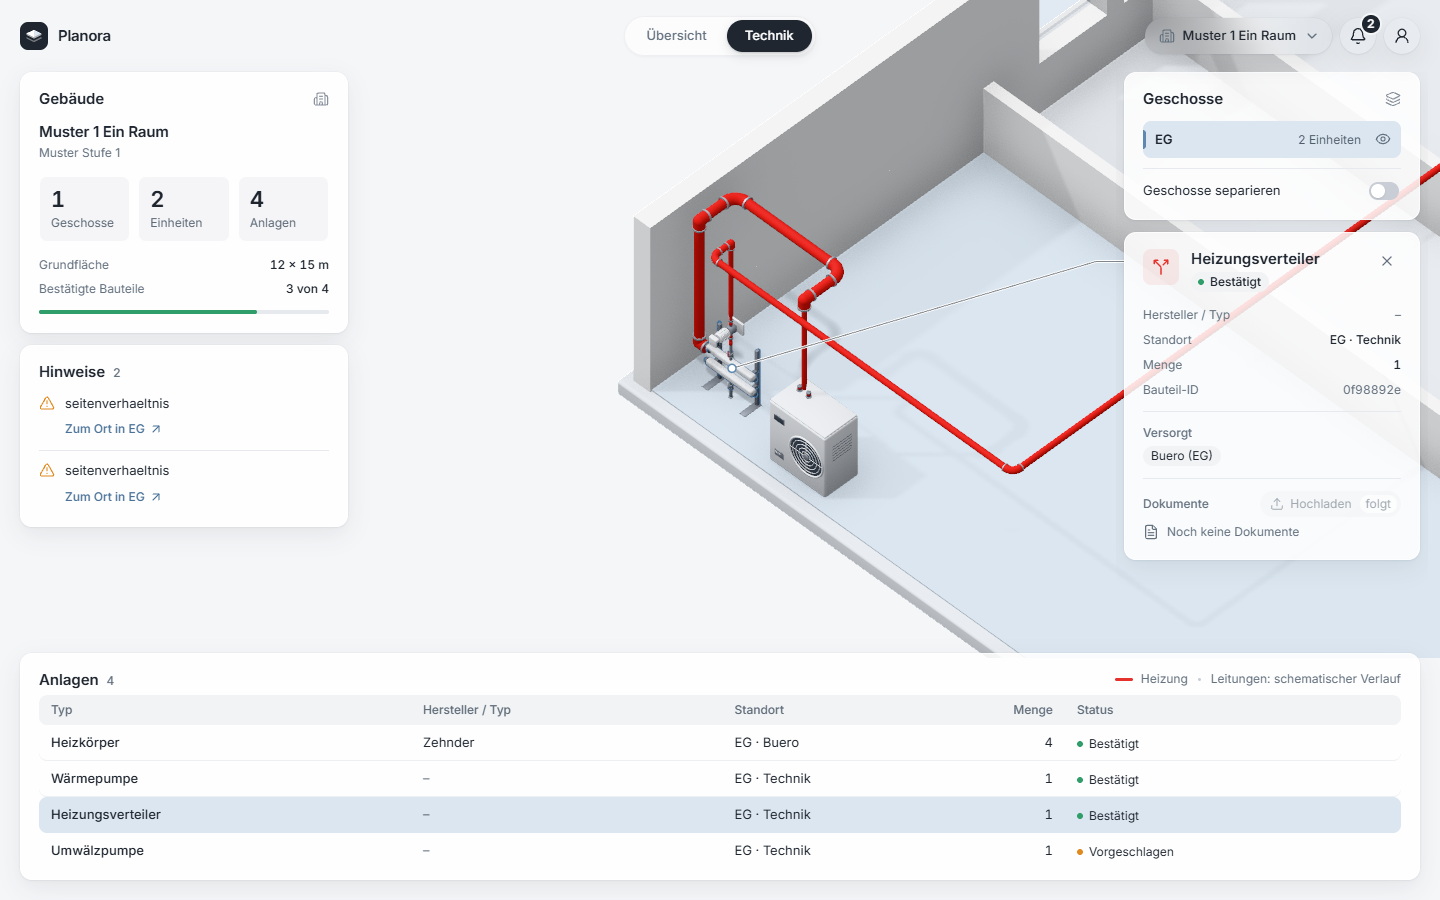 Planora
Übersicht
Technik
Muster 1 Ein Raum
2
Gebäude
Muster 1 Ein Raum
Muster Stufe 1
1
Geschosse
2
Einheiten
4
Anlagen
Grundfläche
12 × 15 m
Bestätigte Bauteile
3 von 4
Hinweise 2
seitenverhaeltnis
Zum Ort in EG
seitenverhaeltnis
Zum Ort in EG
Geschosse
EG
2 Einheiten
Geschosse separieren
Heizungsverteiler
Bestätigt
Hersteller / Typ –
Standort EG · Technik
Menge 1
Bauteil-ID 0f98892e
Versorgt
Buero (EG)
Dokumente
Hochladen folgt
Noch keine Dokumente
Anlagen 4
Heizung • Leitungen: schematischer Verlauf
Typ Hersteller / Typ Standort Menge Status
Heizkörper Zehnder EG · Buero 4 Bestätigt
Wärmepumpe – EG · Technik 1 Bestätigt
Heizungsverteiler – EG · Technik 1 Bestätigt
Umwälzpumpe – EG · Technik 1 Vorgeschlagen